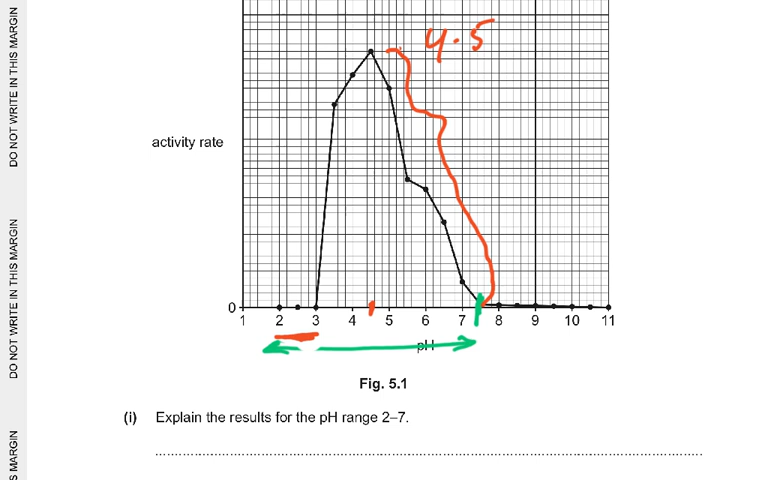 DO NOT WRITE IN THIS MARGIN
DO NOT WRITE IN THIS MARGIN
S MARGIN
4.5
activity rate
0
1 2 3 4 5 6 7 8 9 10 11
pH
Fig. 5.1
(i) Explain the results for the pH range 2–7.